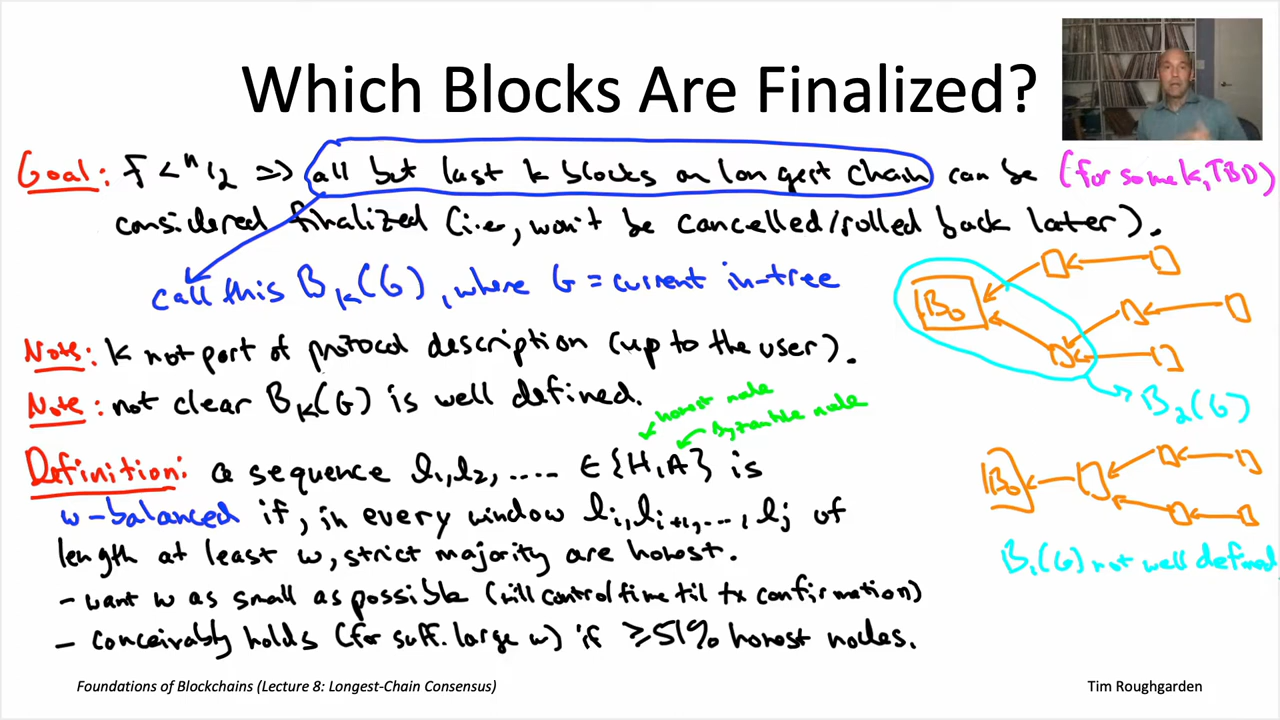 Which Blocks Are Finalized?
Goal: f < n/2 => all but last k blocks on longest chain can be (for some k, TBD)
considered finalized (i.e., won't be cancelled/rolled back later).
call this Bk(G), where G = current in-tree
B0
Note: k not part of protocol description (up to the user).
Note: not clear Bk(G) is well defined.
B2(G)
honest node
Byzantine node
Definition: a sequence l1, l2, .... ∈ {H, A} is
B0
w-balanced if, in every window li, li+1, ..., lj of
length at least w, strict majority are honest.
B1(G) not well defined
- want w as small as possible (will control time til tx confirmation)
- conceivably holds (for suff. large w) if ≥51% honest nodes.
Foundations of Blockchains (Lecture 8: Longest-Chain Consensus)
Tim Roughgarden